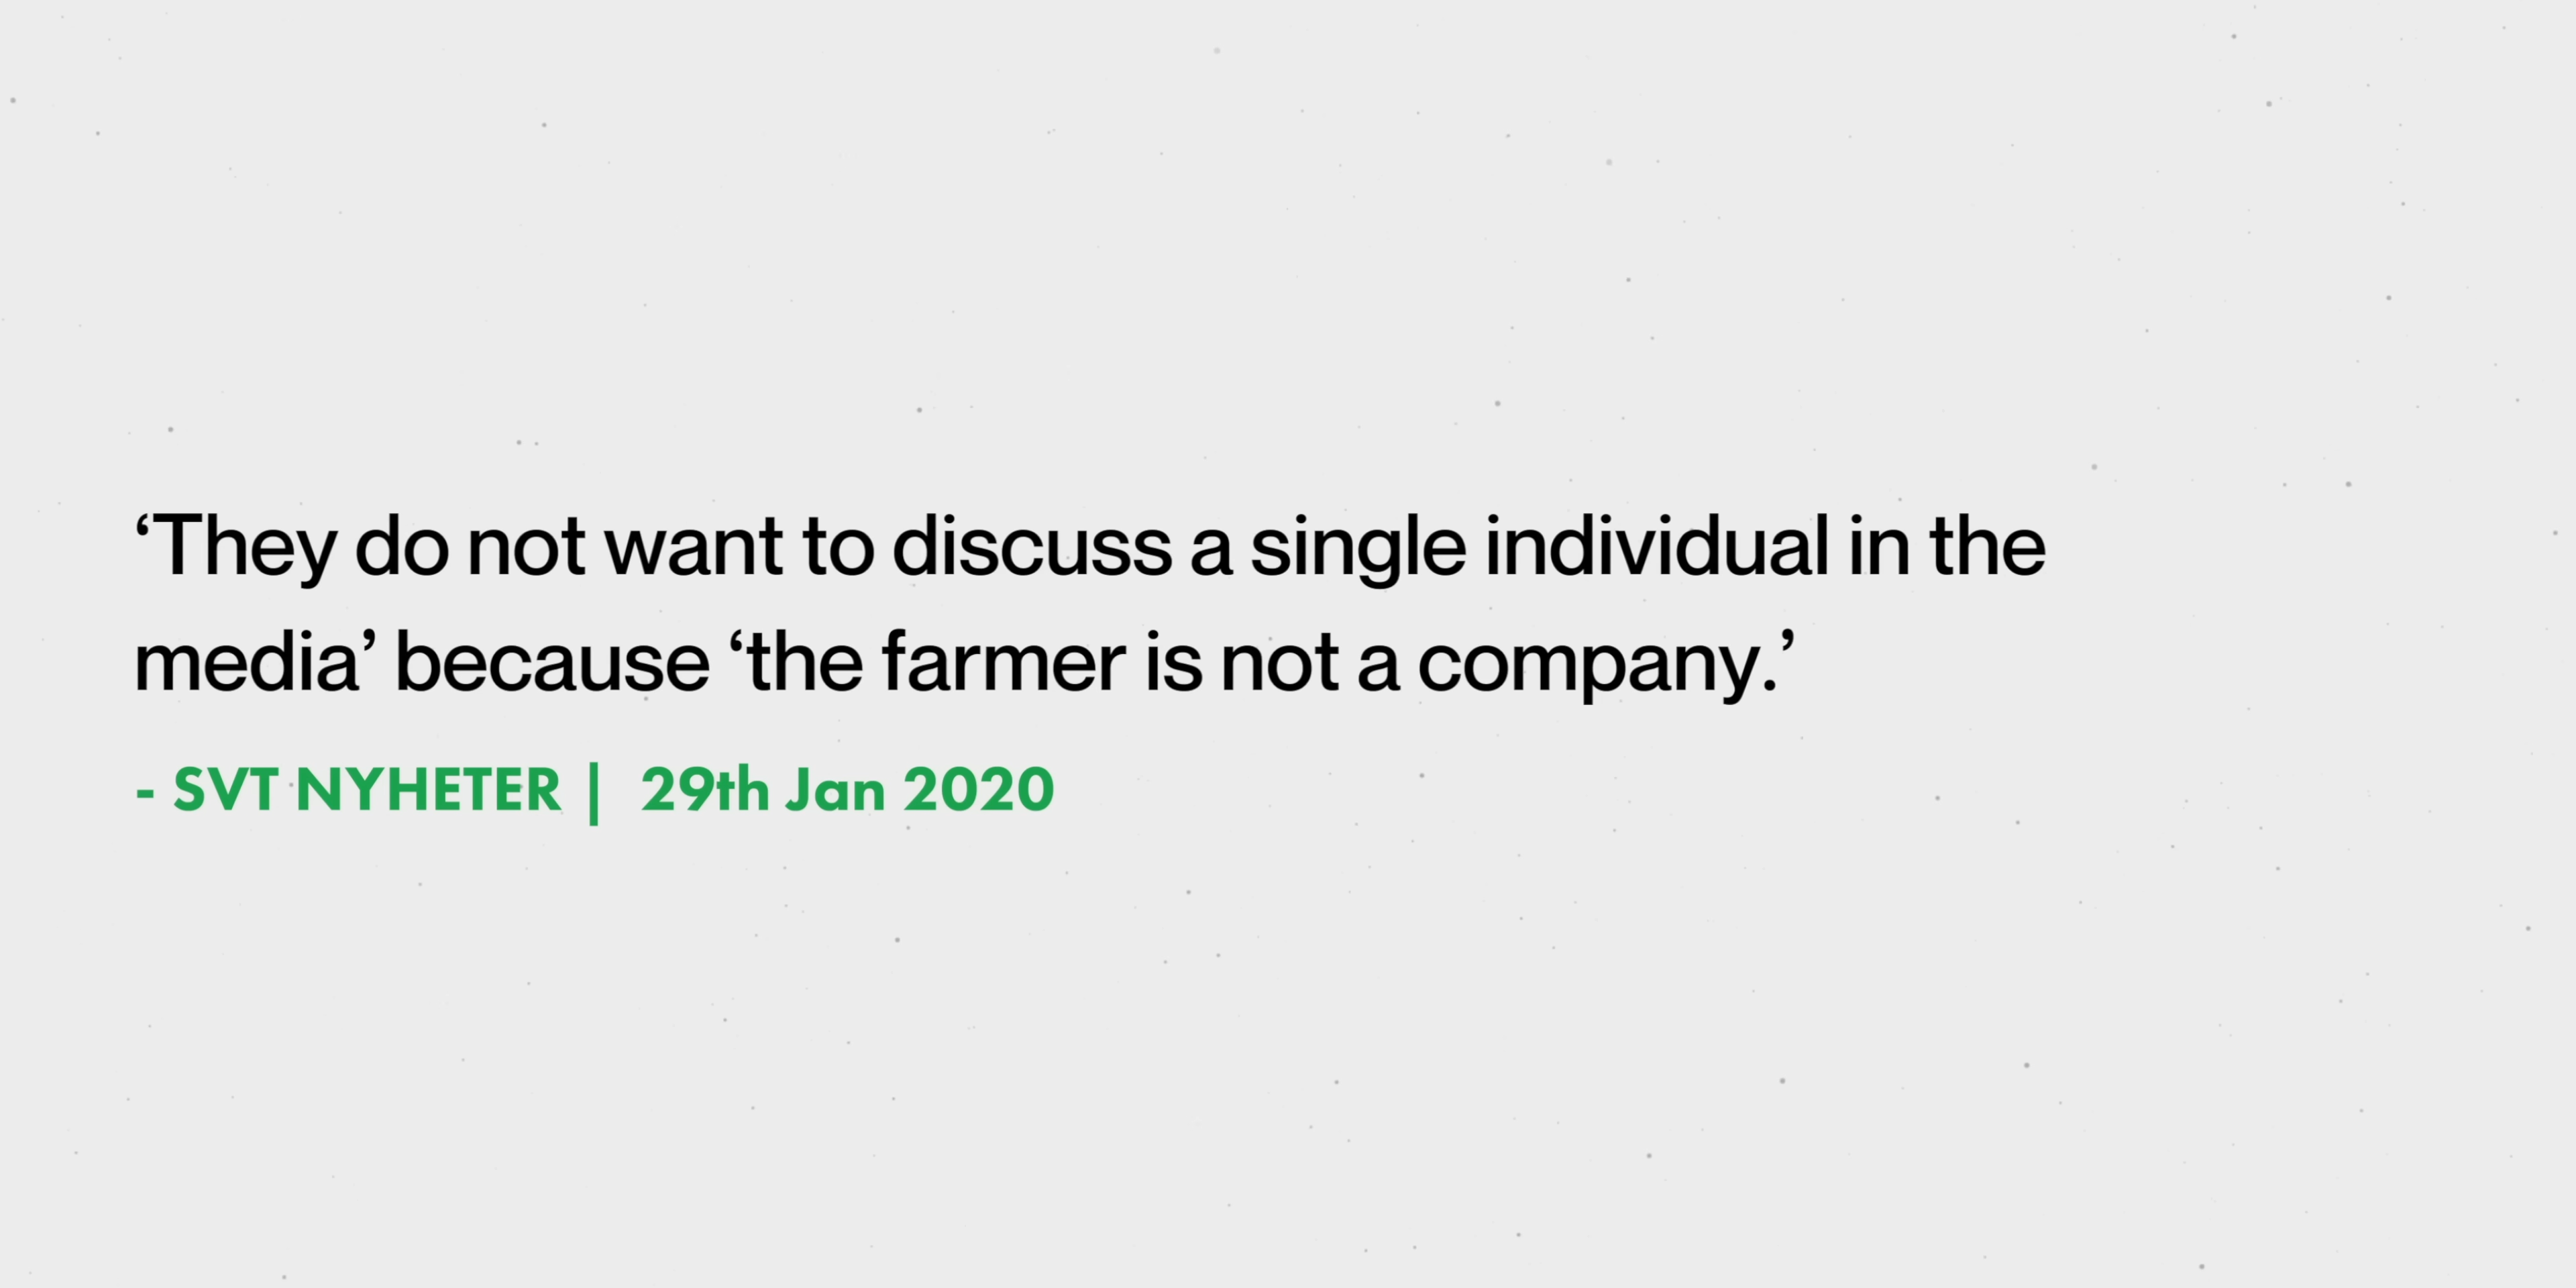 ‘They do not want to discuss a single individual in the
media’ because ‘the farmer is not a company.’
- SVT NYHETER | 29th Jan 2020